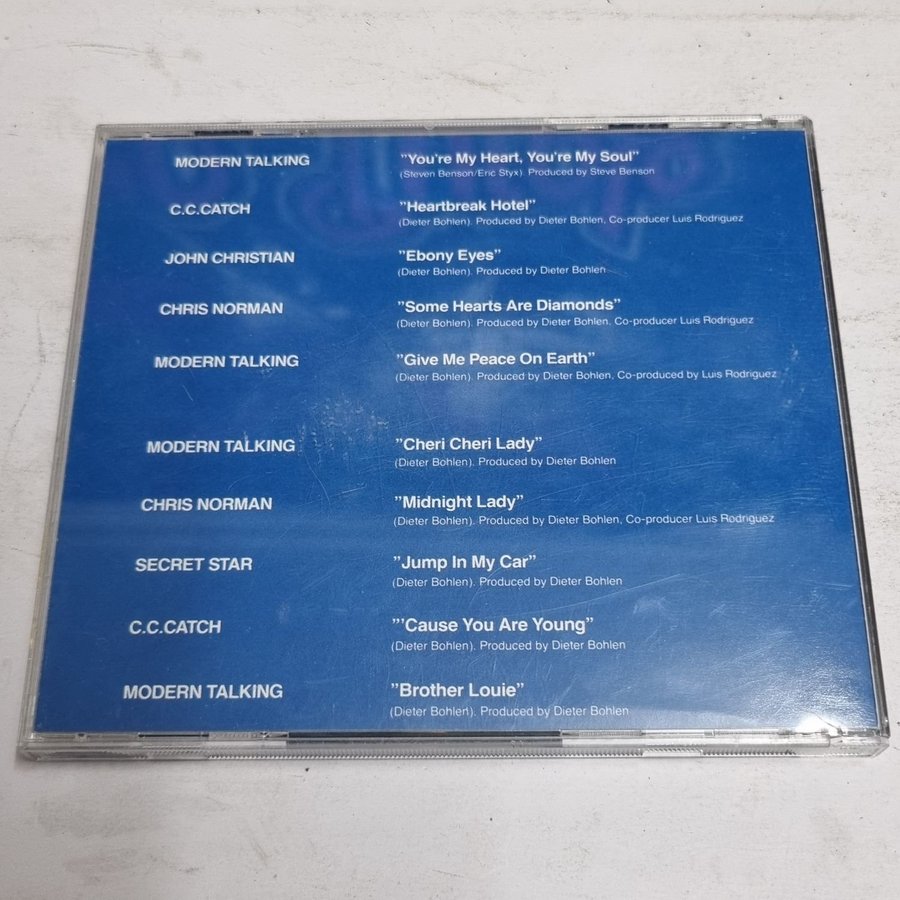 MODERN TALKING ”You’re My Heart, You’re My Soul”
(Steven Benson/Eric Styx). Produced by Steve Benson
C.C.CATCH ”Heartbreak Hotel”
(Dieter Bohlen). Produced by Dieter Bohlen, Co-producer Luis Rodriguez
JOHN CHRISTIAN ”Ebony Eyes”
(Dieter Bohlen). Produced by Dieter Bohlen
CHRIS NORMAN ”Some Hearts Are Diamonds”
(Dieter Bohlen). Produced by Dieter Bohlen, Co-producer Luis Rodriguez
MODERN TALKING ”Give Me Peace On Earth”
(Dieter Bohlen). Produced by Dieter Bohlen, Co-produced by Luis Rodriguez
MODERN TALKING ”Cheri Cheri Lady”
(Dieter Bohlen). Produced by Dieter Bohlen
CHRIS NORMAN ”Midnight Lady”
(Dieter Bohlen). Produced by Dieter Bohlen, Co-producer Luis Rodriguez
SECRET STAR ”Jump In My Car”
(Dieter Bohlen). Produced by Dieter Bohlen
C.C.CATCH ”’Cause You Are Young”
(Dieter Bohlen). Produced by Dieter Bohlen
MODERN TALKING ”Brother Louie”
(Dieter Bohlen). Produced by Dieter Bohlen